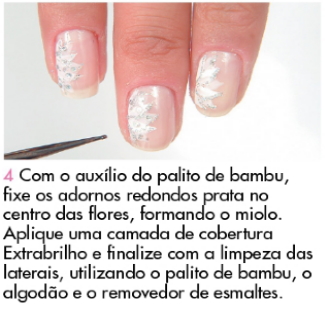 4 Com o auxílio do palito de bambu,
fixe os adornos redondos prata no
centro das flores, formando o miolo.
Aplique uma camada de cobertura
Extrabrilho e finalize com a limpeza das
laterais, utilizando o palito de bambu, o
algodão e o removedor de esmaltes.